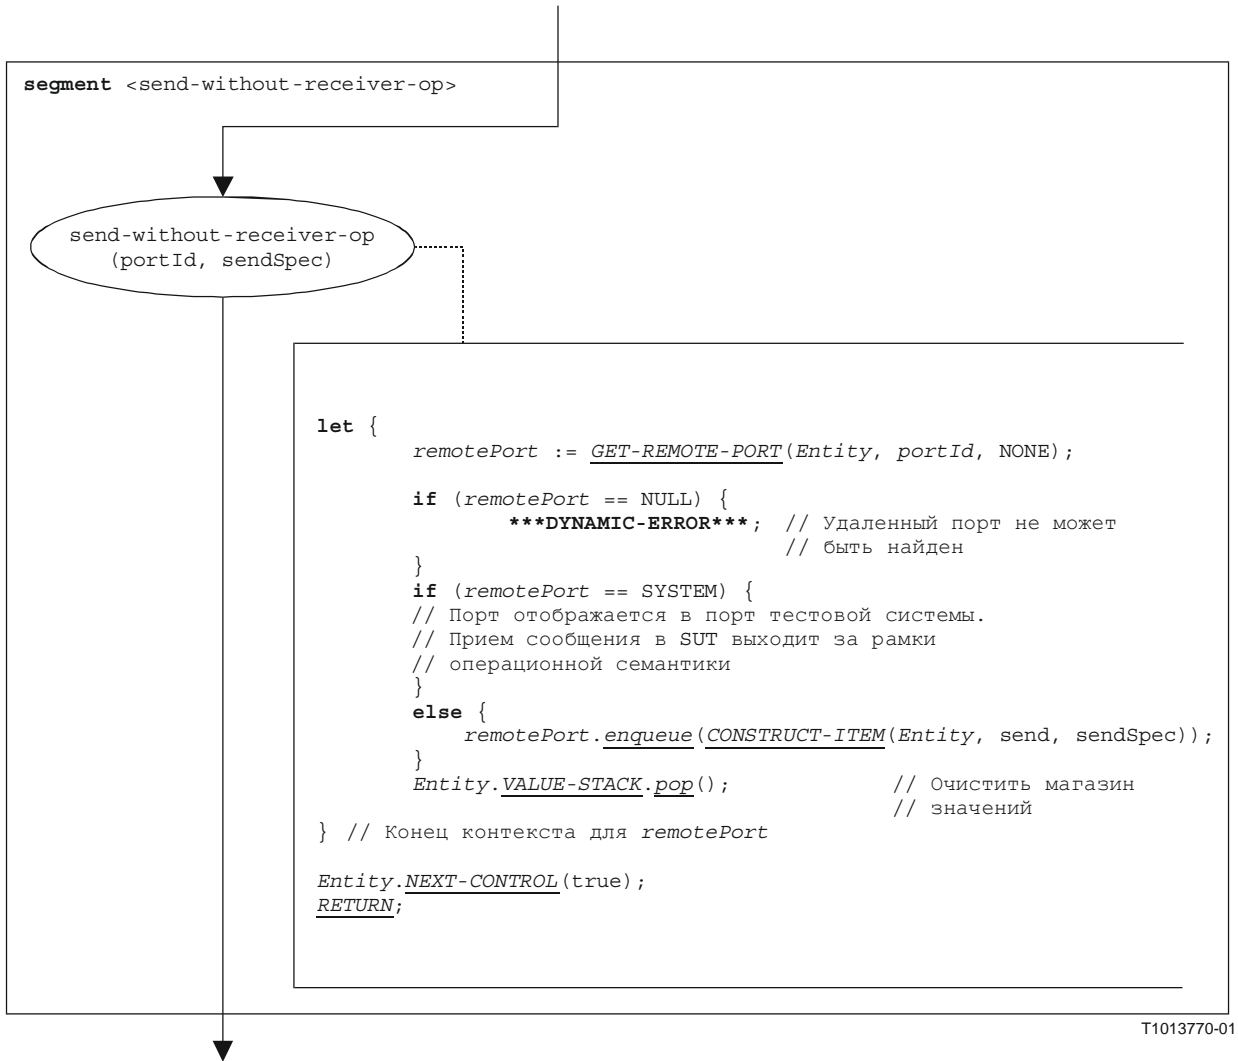 segment <send-without-receiver-op>
send-without-receiver-op
(portId, sendSpec)
let {
remotePort := GET-REMOTE-PORT(Entity, portId, NONE);
if (remotePort == NULL) {
***DYNAMIC-ERROR***; // Удаленный порт не может
// быть найден
}
if (remotePort == SYSTEM) {
// Порт отображается в порт тестовой системы.
// Прием сообщения в SUT выходит за рамки
// операционной семантики
}
else {
remotePort.enqueue(CONSTRUCT-ITEM(Entity, send, sendSpec));
}
Entity.VALUE-STACK.pop(); // Очистить магазин
// значений
} // Конец контекста для remotePort
Entity.NEXT-CONTROL(true);
RETURN;
T1013770-01